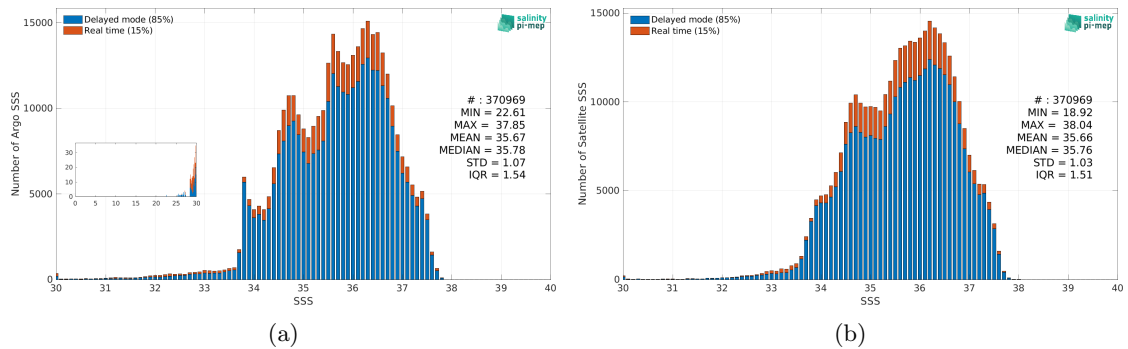 Delayed mode (85%)
Real time (15%)
salinity
pi-mep
15000
10000
5000
0
Number of Argo SSS
# : 370969
MIN = 22.61
MAX = 37.85
MEAN = 35.67
MEDIAN = 35.78
STD = 1.07
IQR = 1.54
30
20
10
0
0 5 10 15 20 25 30
30 31 32 33 34 35 36 37 38 39 40
SSS
(a)
Delayed mode (85%)
Real time (15%)
salinity
pi-mep
15000
10000
5000
0
Number of Satellite SSS
# : 370969
MIN = 18.92
MAX = 38.04
MEAN = 35.66
MEDIAN = 35.76
STD = 1.03
IQR = 1.51
30 31 32 33 34 35 36 37 38 39 40
SSS
(b)